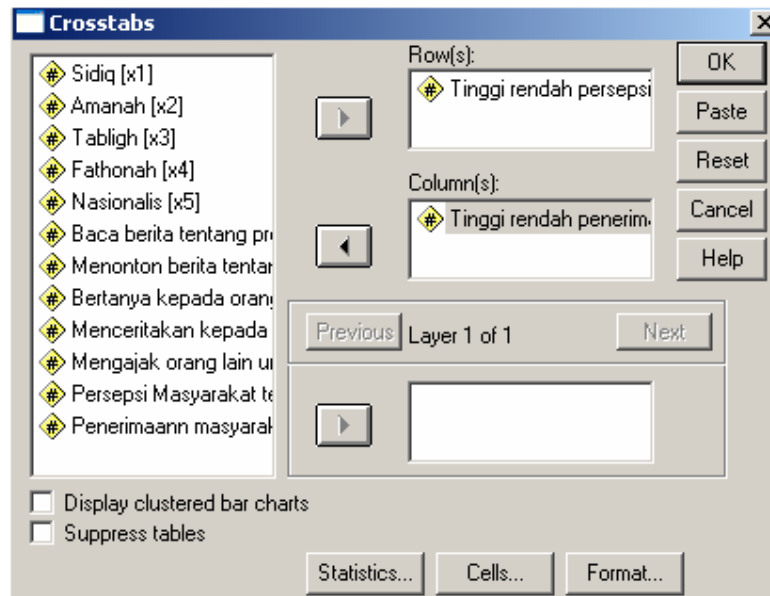 Crosstabs
Sidiq [x1]
Amanah [x2]
Tabligh [x3]
Fathonah [x4]
Nasionalis [x5]
Baca berita tentang pr
Menonton berita tentar
Bertanya kepada oran
Menceritakan kepada
Mengajak orang lain u
Persepsi Masyarakat te
Penerimaann masyaral
Row(s):
Tinggi rendah persepsi
Column(s):
Tinggi rendah penerim
OK
Paste
Reset
Cancel
Help
Previous Layer 1 of 1 Next
Display clustered bar charts
Suppress tables
Statistics... Cells... Format...